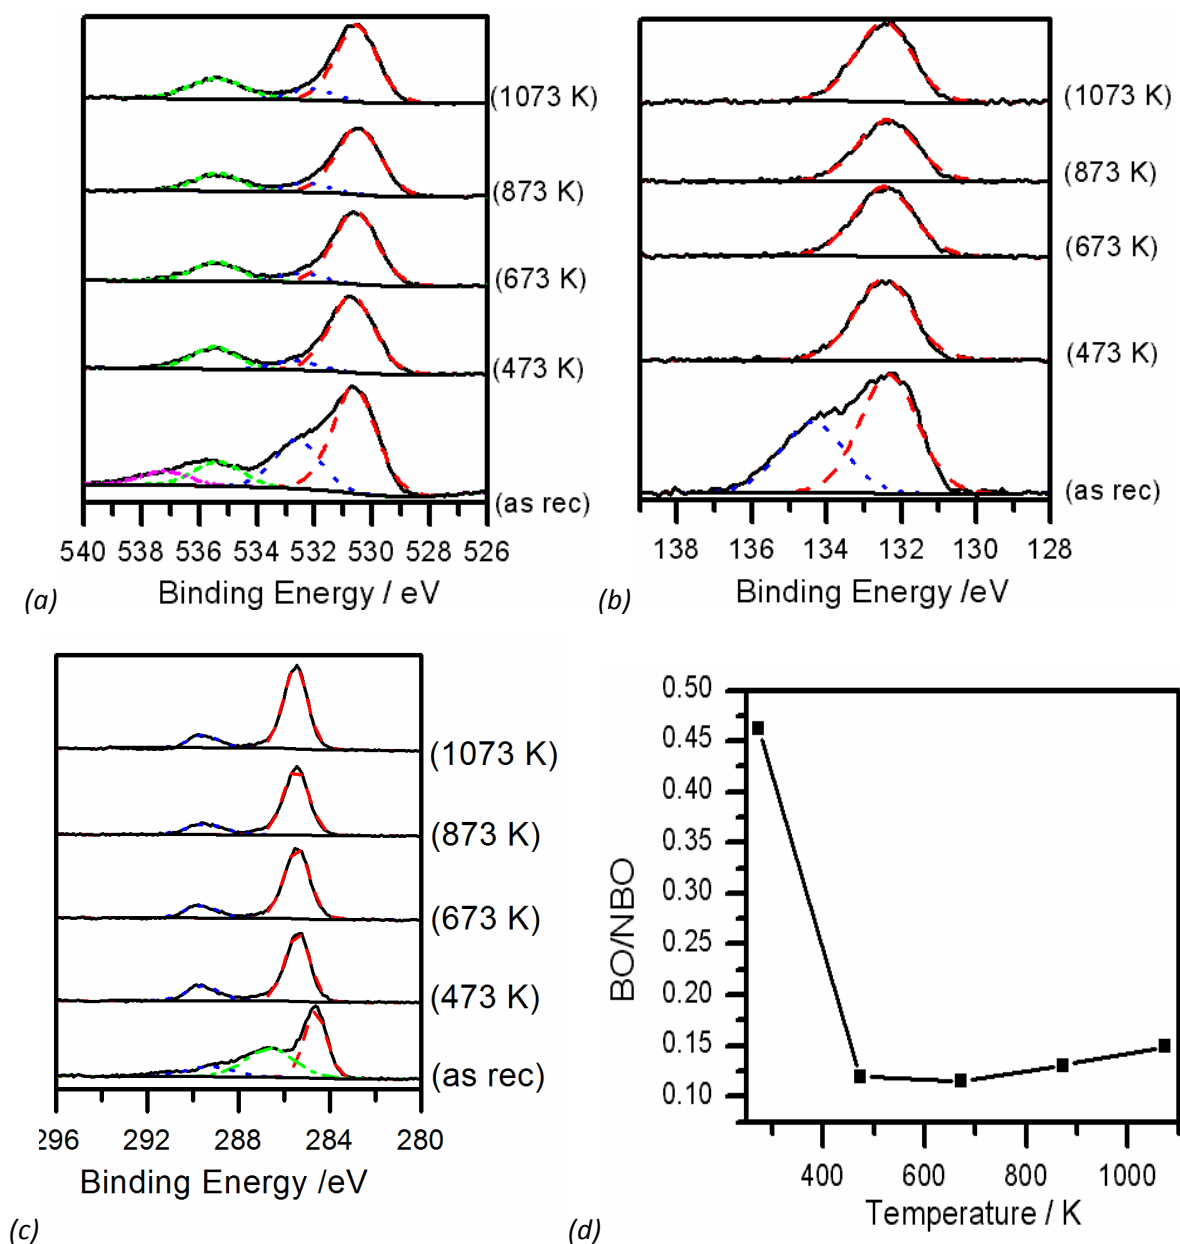 (1073 K)
(873 K)
(673 K)
(473 K)
(as rec)
540 538 536 534 532 530 528 526
Binding Energy / eV
(a)
(1073 K)
(873 K)
(673 K)
(473 K)
(as rec)
138 136 134 132 130 128
Binding Energy /eV
(b)
(1073 K)
(873 K)
(673 K)
(473 K)
(as rec)
296 292 288 284 280
Binding Energy /eV
(c)
0.50
0.45
0.40
0.35
0.30
0.25
0.20
0.15
0.10
BO/NBO
400 600 800 1000
Temperature / K
(d)